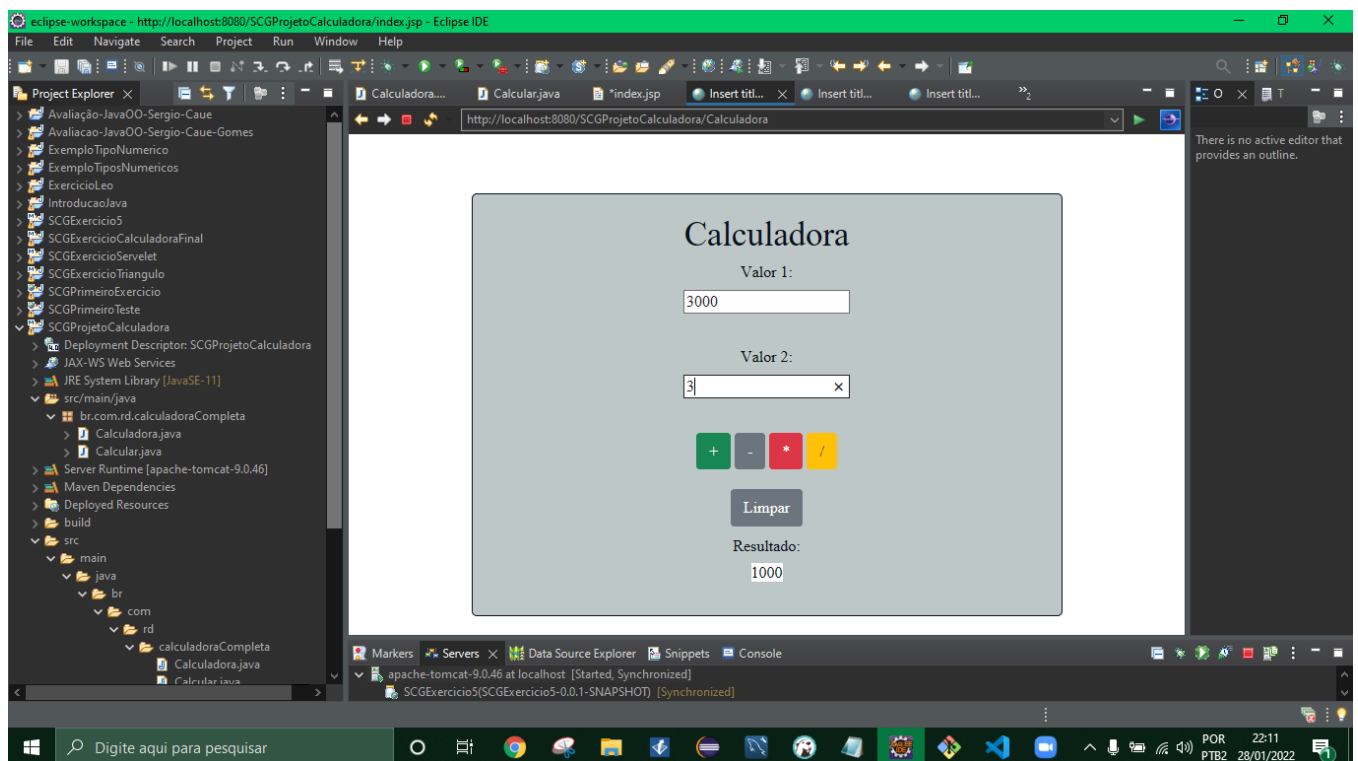 eclipse-workspace - http://localhost:8080/SCGProjetoCalculadora/index.jsp - Eclipse IDE
File Edit Navigate Search Project Run Window Help
Project Explorer
Calculadora....
Calcular.java
*index.jsp
Insert titl...
Insert titl...
Insert titl...
»2
O
T
http://localhost:8080/SCGProjetoCalculadora/Calculadora
There is no active editor that
provides an outline.
Avaliação-JavaOO-Sergio-Caue
Avaliacao-JavaOO-Sergio-Caue-Gomes
ExemploTipoNumerico
ExemploTiposNumericos
ExercicioLeo
IntroducaoJava
SCGExercicio5
SCGExercicioCalculadoraFinal
SCGExercicioServelet
SCGExercicioTriangulo
SCGPrimeiroExercicio
SCGPrimeiroTeste
SCGProjetoCalculadora
Deployment Descriptor: SCGProjetoCalculadora
JAX-WS Web Services
JRE System Library [JavaSE-11]
src/main/java
br.com.rd.calculadoraCompleta
Calculadora.java
Calcular.java
Server Runtime [apache-tomcat-9.0.46]
Maven Dependencies
Deployed Resources
build
src
main
java
br
com
rd
calculadoraCompleta
Calculadora.java
Calcular.java
Calculadora
Valor 1:
3000
Valor 2:
3
+ - * /
Limpar
Resultado:
1000
Markers Servers Data Source Explorer Snippets Console
apache-tomcat-9.0.46 at localhost [Started, Synchronized]
SCGExercicio5(SCGExercicio5-0.0.1-SNAPSHOT) [Synchronized]
Digite aqui para pesquisar
POR
PTB2
22:11
28/01/2022